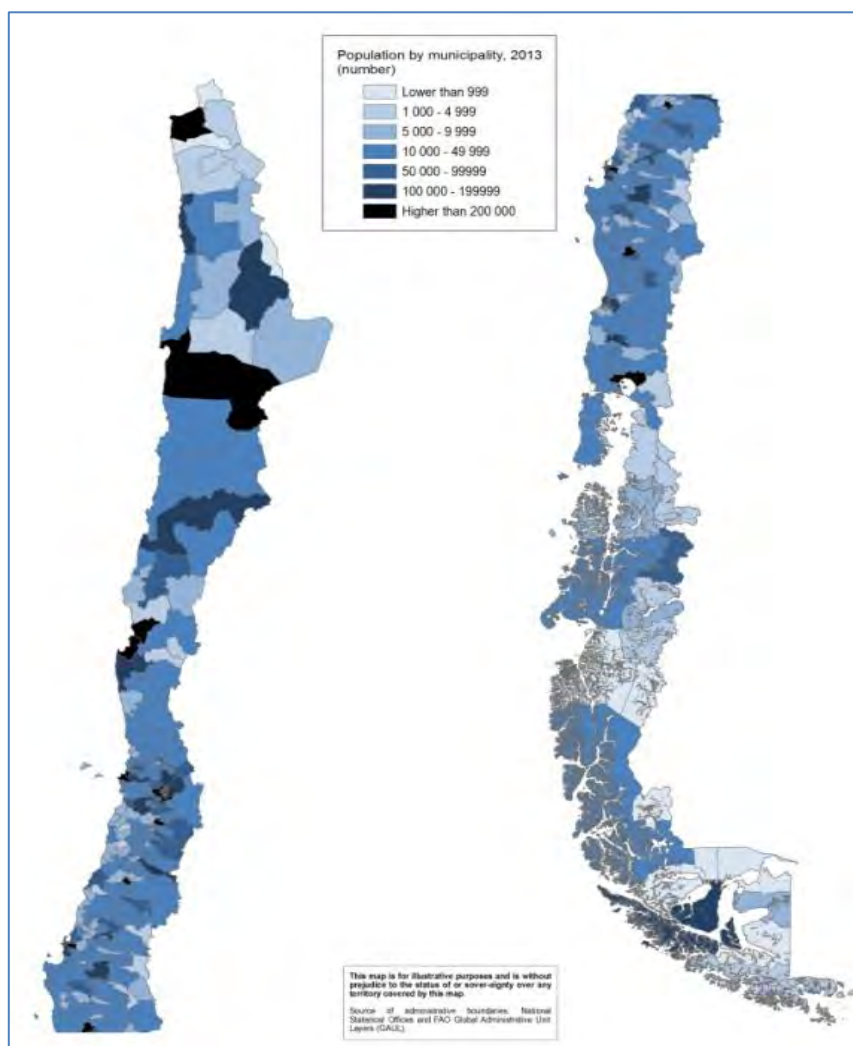 Population by municipality, 2013
(number)
Lower than 999
1 000 - 4 999
5 000 - 9 999
10 000 - 49 999
50 000 - 99999
100 000 - 199999
Higher than 200 000
This map is for illustrative purposes and is without
prejudice to the status of or sover-eignty over any
territory covered by this map.
Source of administrative boundaries: National
Statistical Offices and FAO Global Administrative Unit
Layers (GAUL).